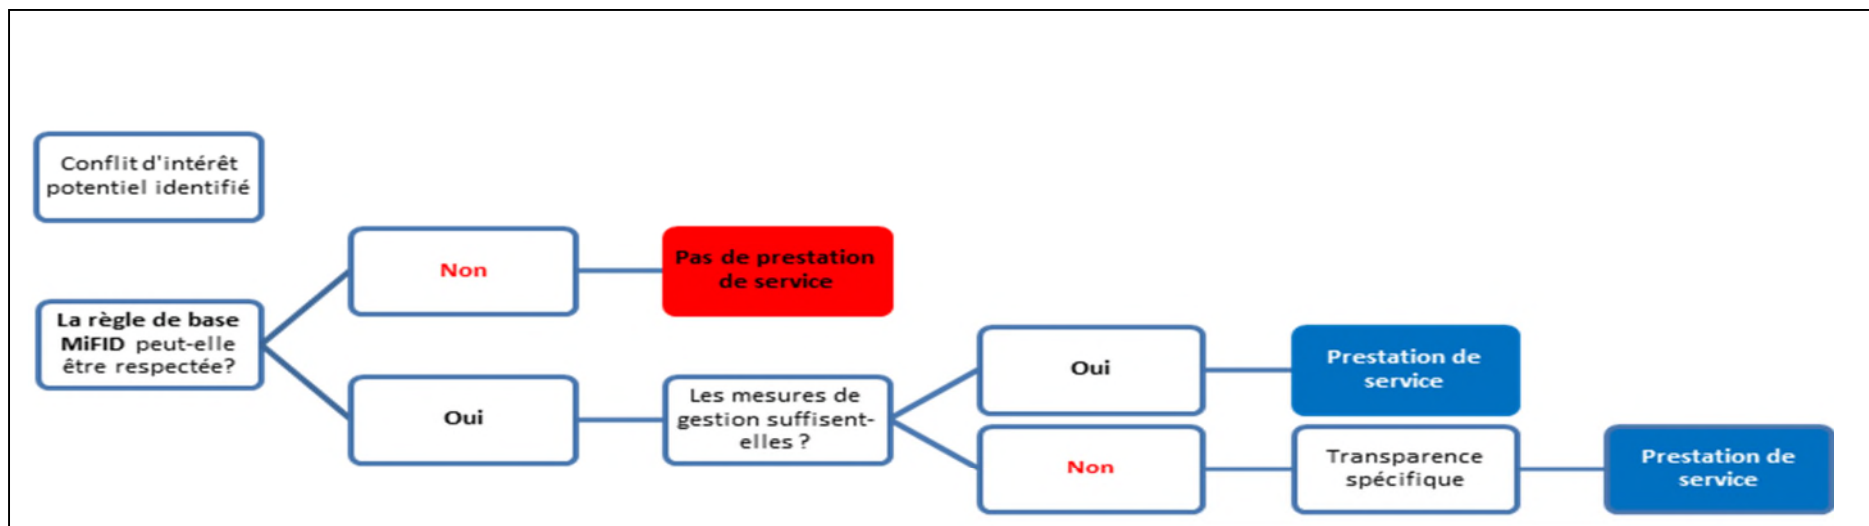 Conflit d'intérêt
potentiel identifié
Non
Pas de prestation
de service
La règle de base
MiFID peut-elle
être respectée?
Oui
Les mesures de
gestion suffisent-
elles ?
Oui
Prestation de
service
Non
Transparence
spécifique
Prestation de
service